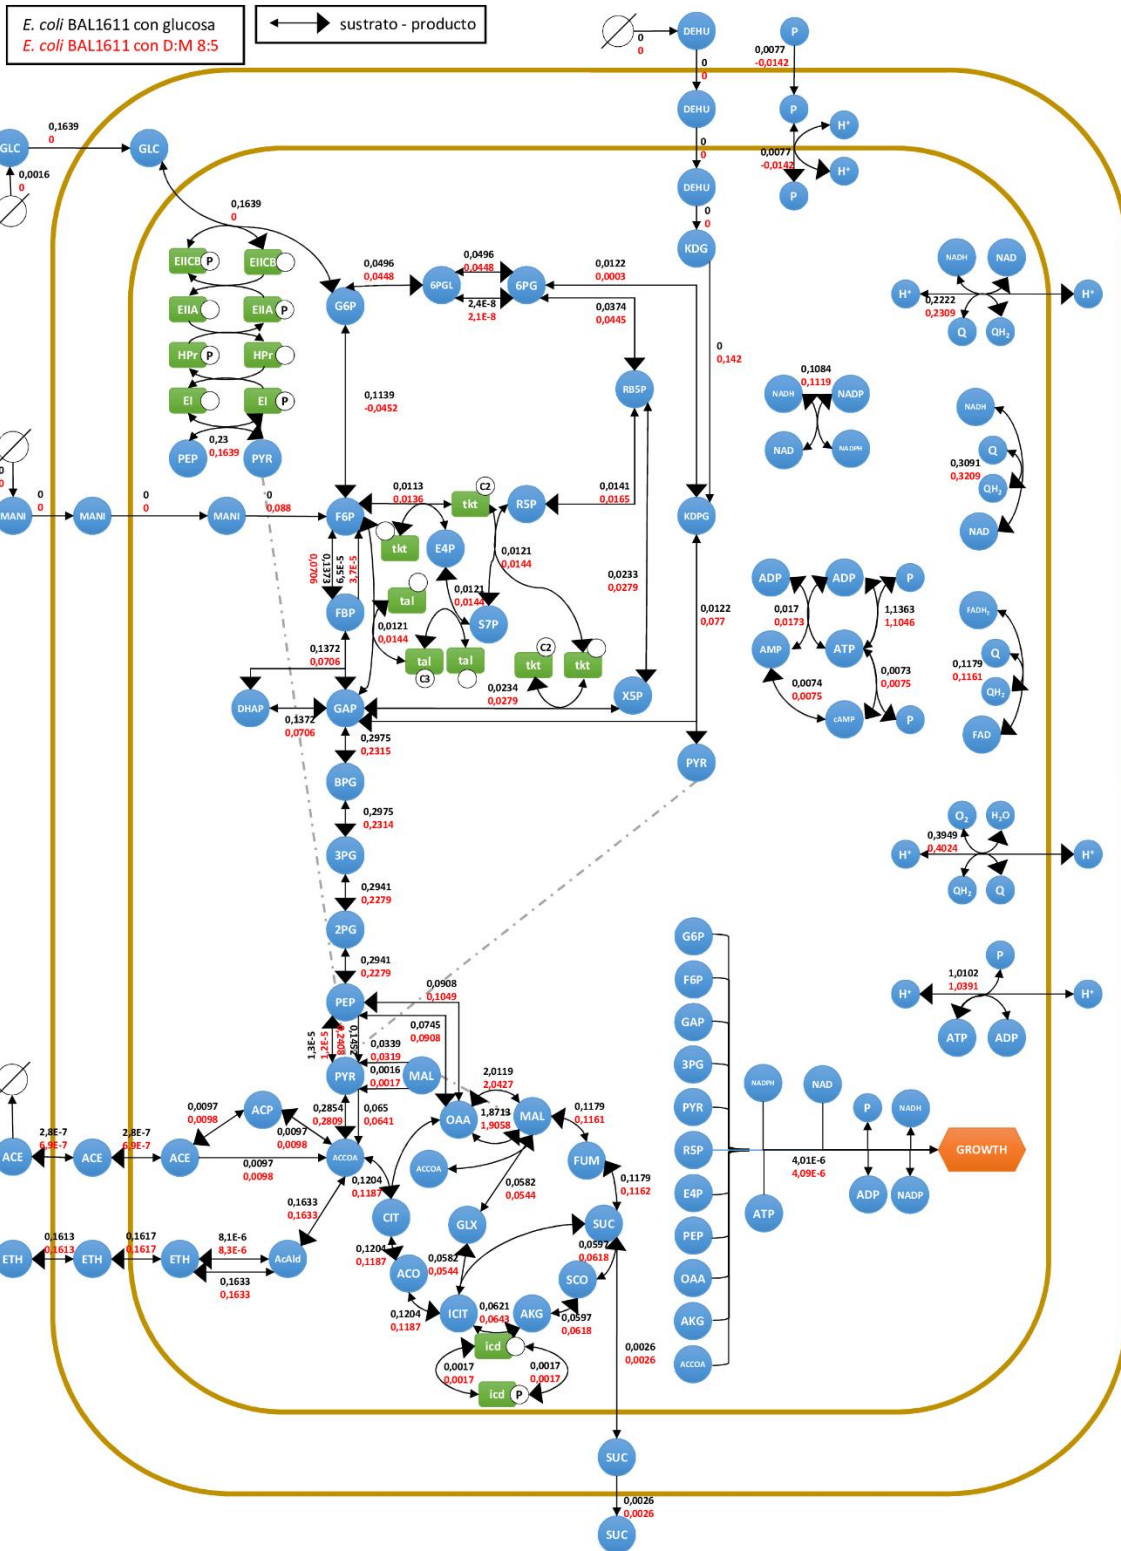 E. coli BAL1611 con glucosa
E. coli BAL1611 con D:M 8:5
sustrato - producto
0
0
DEHU
0
0
DEHU
0
0
DEHU
0
0
KDG
P
0,0077
-0,0142
P
H⁺
0,0077
-0,0142
H⁺
P
GLC
0,1639
0
GLC
0,0016
0
0,1639
0
EIICB P
EIICB
EIIA
EIIA P
HPr P
HPr
EI
EI P
0,23
0,1639
PEP
PYR
G6P
0,0496
0,0448
6PGL
0,0496
0,0448
2,4E-8
2,1E-8
6PG
0,0122
0,0003
0,0374
0,0445
RB5P
0
0,142
0,1139
-0,0452
0
0
MANI
0
0
MANI
0
0
MANI
0
0,088
F6P
0,0113
0,0136
tkt
C2
R5P
0,0141
0,0165
KDPG
tkt
E4P
0,0121
0,0144
0,0706
0,1373
9,5E-5
3,7E-5
FBP
tal
0,0121
0,0144
0,0121
0,0144
S7P
0,0233
0,0279
0,0122
0,077
tal
C3
tal
C2
tkt
tkt
0,1372
0,0706
DHAP
0,1372
0,0706
GAP
0,0234
0,0279
X5P
0,2975
0,2315
BPG
PYR
0,2975
0,2314
3PG
0,2941
0,2279
2PG
0,2941
0,2279
PEP
0,0908
0,1049
0,0745
0,0908
1,3E-5
1,2E-5
0,2408
0,1452
0,0339
0,0319
PYR
0,0016
0,0017
MAL
0,2854
0,2809
0,065
0,0641
OAA
2,0119
2,0427
1,8713
1,9058
MAL
0,1179
0,1161
FUM
ACE
2,8E-7
6,9E-7
ACE
2,8E-7
6,9E-7
ACE
0,0097
0,0098
ACP
0,0097
0,0098
0,0097
0,0098
ACCOA
ACCOA
0,1204
0,1187
CIT
0,1633
0,1633
0,0582
0,0544
GLX
0,1179
0,1162
SUC
ETH
0,1613
0,1613
ETH
0,1617
0,1617
ETH
8,1E-6
8,3E-6
0,1633
0,1633
AcAld
0,1204
0,1187
ACO
0,0582
0,0544
0,0597
0,0618
SCO
0,1204
0,1187
ICIT
0,0621
0,0643
AKG
0,0597
0,0618
icd
0,0017
0,0017
0,0017
0,0017
icd P
0,0026
0,0026
SUC
0,0026
0,0026
SUC
NADH
NAD
H⁺
0,2222
0,2309
H⁺
Q
QH₂
0,1084
0,1119
NADH
NADP
NAD
NADPH
NADH
Q
0,3091
0,3209
QH₂
NAD
ADP
ADP
P
0,017
0,0173
1,1363
1,1046
AMP
ATP
0,0074
0,0075
0,0073
0,0075
cAMP
P
FADH₂
Q
0,1179
0,1161
QH₂
FAD
O₂
H₂O
H⁺
0,3949
0,4024
H⁺
QH₂
Q
P
1,0102
1,0391
H⁺
H⁺
ATP
ADP
G6P
F6P
GAP
3PG
PYR
R5P
E4P
PEP
OAA
AKG
ACCOA
NADPH
NAD
P
NADH
ATP
4,01E-6
4,09E-6
ADP
NADP
GROWTH